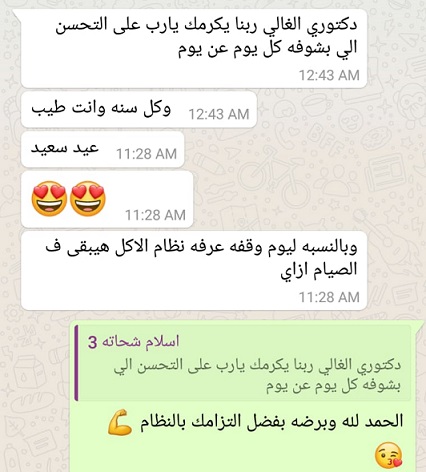 دكتوري الغالي ربنا يكرمك يارب على التحسن
الي بشوفه كل يوم عن يوم
12:43 AM
وكل سنه وانت طيب 12:43 AM
عيد سعيد 11:28 AM
😍😍 11:28 AM
وبالنسبه ليوم وقفه عرفه نظام الاكل هيبقى ف
الصيام ازاي
11:28 AM
اسلام شحاته 3
دكتوري الغالي ربنا يكرمك يارب على التحسن الي
بشوفه كل يوم عن يوم
الحمد لله وبرضه بفضل التزامك بالنظام 💪
😘